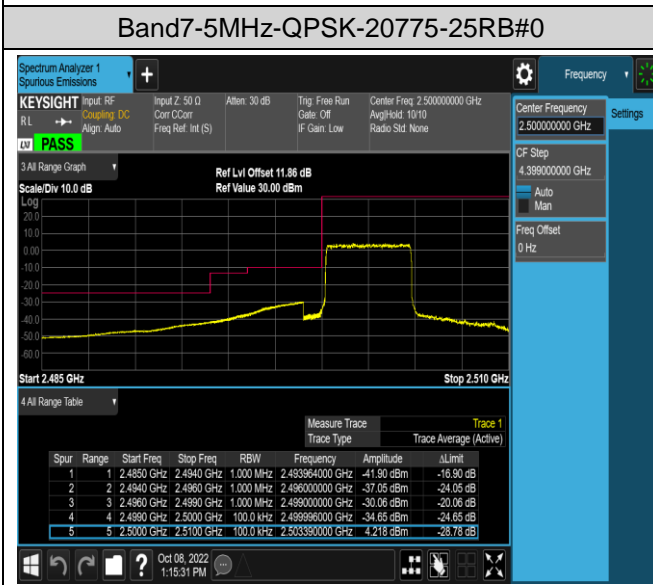 Band7-5MHz-QPSK-20775-25RB#0
Spectrum Analyzer 1
Spurious Emissions
+
Frequency
KEYSIGHT Input: RF Input Z: 50 Ω Atten: 30 dB Trig: Free Run Center Freq: 2.500000000 GHz
RL Coupling: DC Corr CCorr Gate: Off Avg|Hold: 10/10
Align: Auto Freq Ref: Int (S) IF Gain: Low Radio Std: None
LXI PASS
Center Frequency
2.500000000 GHz
Settings
CF Step
4.399000000 GHz
Auto
Man
Freq Offset
0 Hz
3 All Range Graph
Ref Lvl Offset 11.86 dB
Scale/Div 10.0 dB Ref Value 30.00 dBm
Log
20.0
10.0
0.00
-10.0
-20.0
-30.0
-40.0
-50.0
-60.0
Start 2.485 GHz Stop 2.510 GHz
4 All Range Table
Measure Trace Trace 1
Trace Type Trace Average (Active)
Spur Range Start Freq Stop Freq RBW Frequency Amplitude ΔLimit
1 1 2.4850 GHz 2.4940 GHz 1.000 MHz 2.493964000 GHz -41.90 dBm -16.90 dB
2 2 2.4940 GHz 2.4960 GHz 1.000 MHz 2.496000000 GHz -37.05 dBm -24.05 dB
3 3 2.4960 GHz 2.4990 GHz 1.000 MHz 2.499000000 GHz -30.06 dBm -20.06 dB
4 4 2.4990 GHz 2.5000 GHz 100.0 kHz 2.499996000 GHz -34.65 dBm -24.65 dB
5 5 2.5000 GHz 2.5100 GHz 100.0 kHz 2.503390000 GHz 4.218 dBm -28.78 dB
? Oct 08, 2022
1:15:31 PM